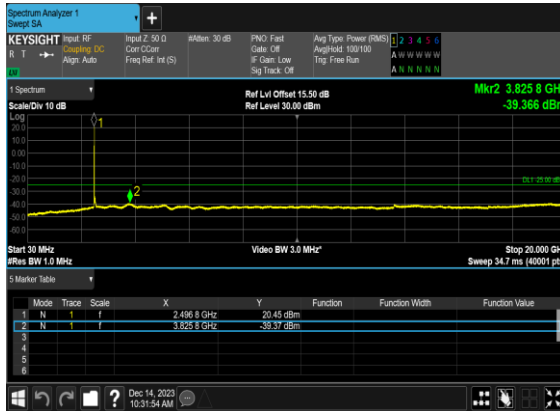 Spectrum Analyzer 1
Swept SA
+
KEYSIGHT Input: RF Input Z: 50 Ω #Atten: 30 dB PNO: Fast Avg Type: Power (RMS) 1 2 3 4 5 6
R T Coupling: DC Corr CCorr Gate: Off Avg|Hold: 100/100 A W W W W W
Align: Auto Freq Ref: Int (S) IF Gain: Low Trig: Free Run
Sig Track: Off A N N N N N
1 Spectrum Ref Lvl Offset 15.50 dB Mkr2 3.825 8 GHz
Scale/Div 10 dB Ref Level 30.00 dBm -39.366 dBm
Log
1
20.0
10.0
0.00
-10.0
-20.0
DL1 -25.00 dB
-30.0
2
-40.0
-50.0
-60.0
Start 30 MHz Video BW 3.0 MHz* Stop 20.000 GH
#Res BW 1.0 MHz Sweep 34.7 ms (40001 pt
5 Marker Table
Mode Trace Scale X Y Function Function Width Function Value
1 N 1 f 2.496 8 GHz 20.45 dBm
2 N 1 f 3.825 8 GHz -39.37 dBm
3
4
5
6
? Dec 14, 2023
10:31:54 AM